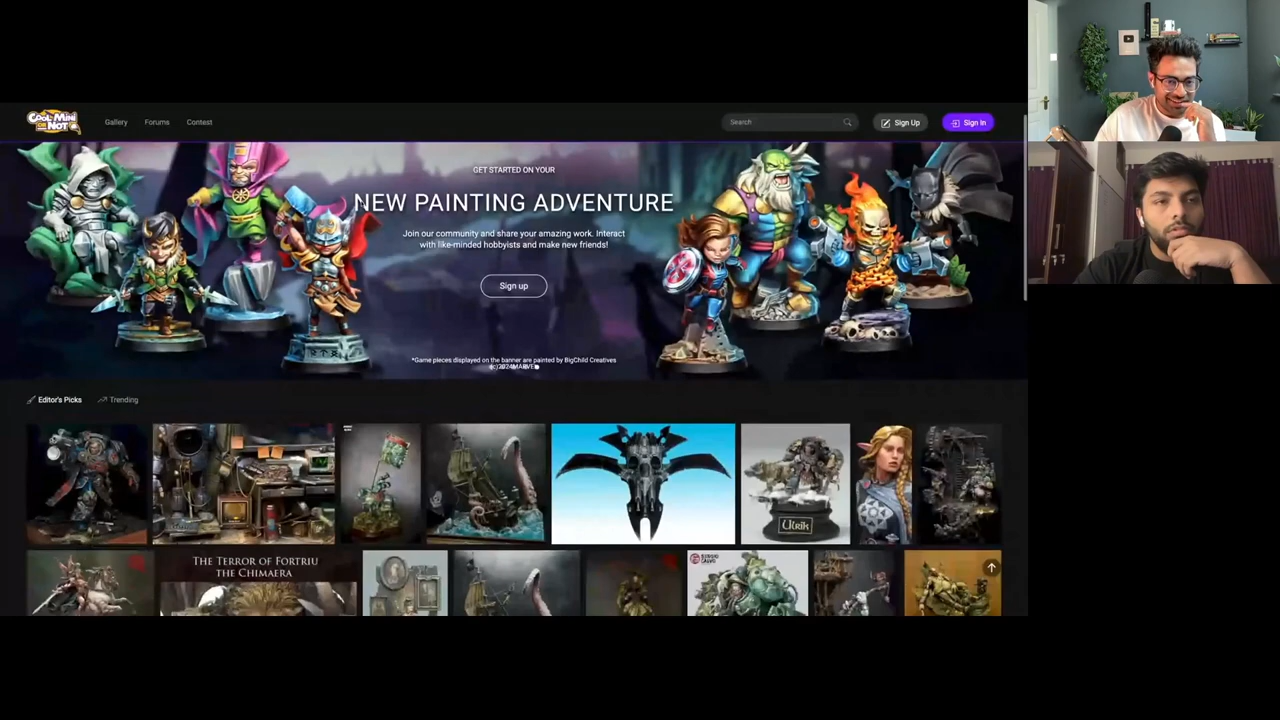 COOL MINI
OR NOT
Gallery
Forums
Contest
Search
Sign Up
Sign In
GET STARTED ON YOUR
NEW PAINTING ADVENTURE
Join our community and share your amazing work. Interact
with like-minded hobbyists and make new friends!
Sign up
*Game pieces displayed on the banner are painted by BigChild Creatives
(c)2024MARVEL
Editor's Picks
Trending
Ulrik
THE TERROR OF FORTRIU
THE CHIMAERA
SERGIO
CALVO